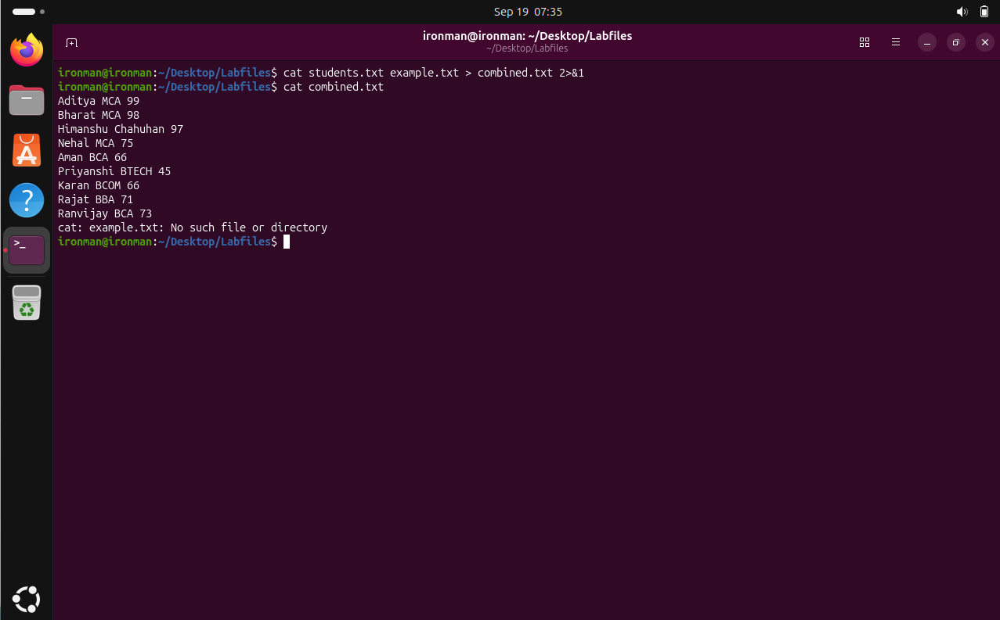 Sep 19 07:35
ironman@ironman: ~/Desktop/Labfiles
~/Desktop/Labfiles
ironman@ironman:~/Desktop/Labfiles$ cat students.txt example.txt > combined.txt 2>&1
ironman@ironman:~/Desktop/Labfiles$ cat combined.txt
Aditya MCA 99
Bharat MCA 98
Himanshu Chahuhan 97
Nehal MCA 75
Aman BCA 66
Priyanshi BTECH 45
Karan BCOM 66
Rajat BBA 71
Ranvijay BCA 73
cat: example.txt: No such file or directory
ironman@ironman:~/Desktop/Labfiles$